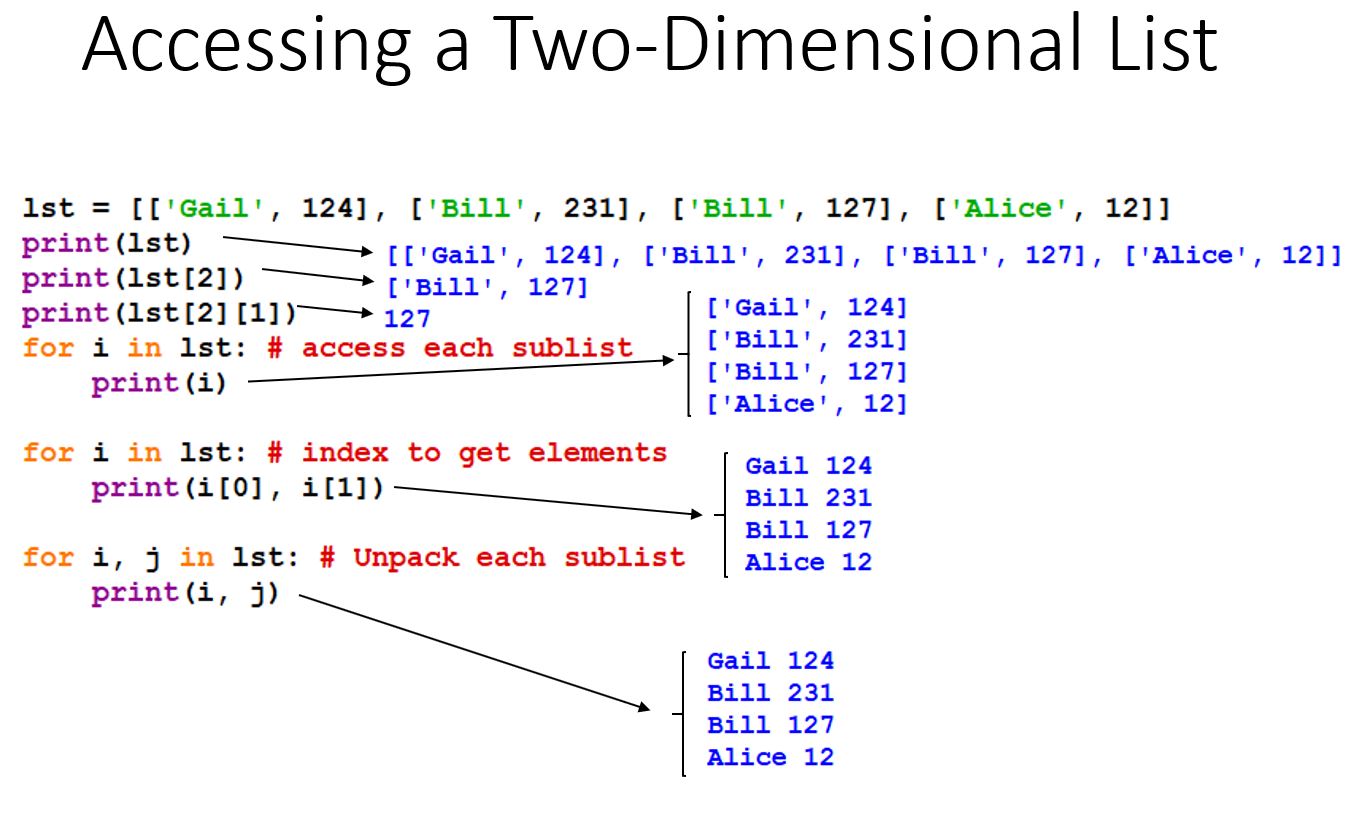 Accessing a Two-Dimensional List
lst = [['Gail', 124], ['Bill', 231], ['Bill', 127], ['Alice', 12]]
print(lst)
[['Gail', 124], ['Bill', 231], ['Bill', 127], ['Alice', 12]]
print(lst[2])
['Bill', 127]
print(lst[2][1])
127
for i in lst: # access each sublist
print(i)
['Gail', 124]
['Bill', 231]
['Bill', 127]
['Alice', 12]
for i in lst: # index to get elements
print(i[0], i[1])
Gail 124
Bill 231
Bill 127
Alice 12
for i, j in lst: # Unpack each sublist
print(i, j)
Gail 124
Bill 231
Bill 127
Alice 12